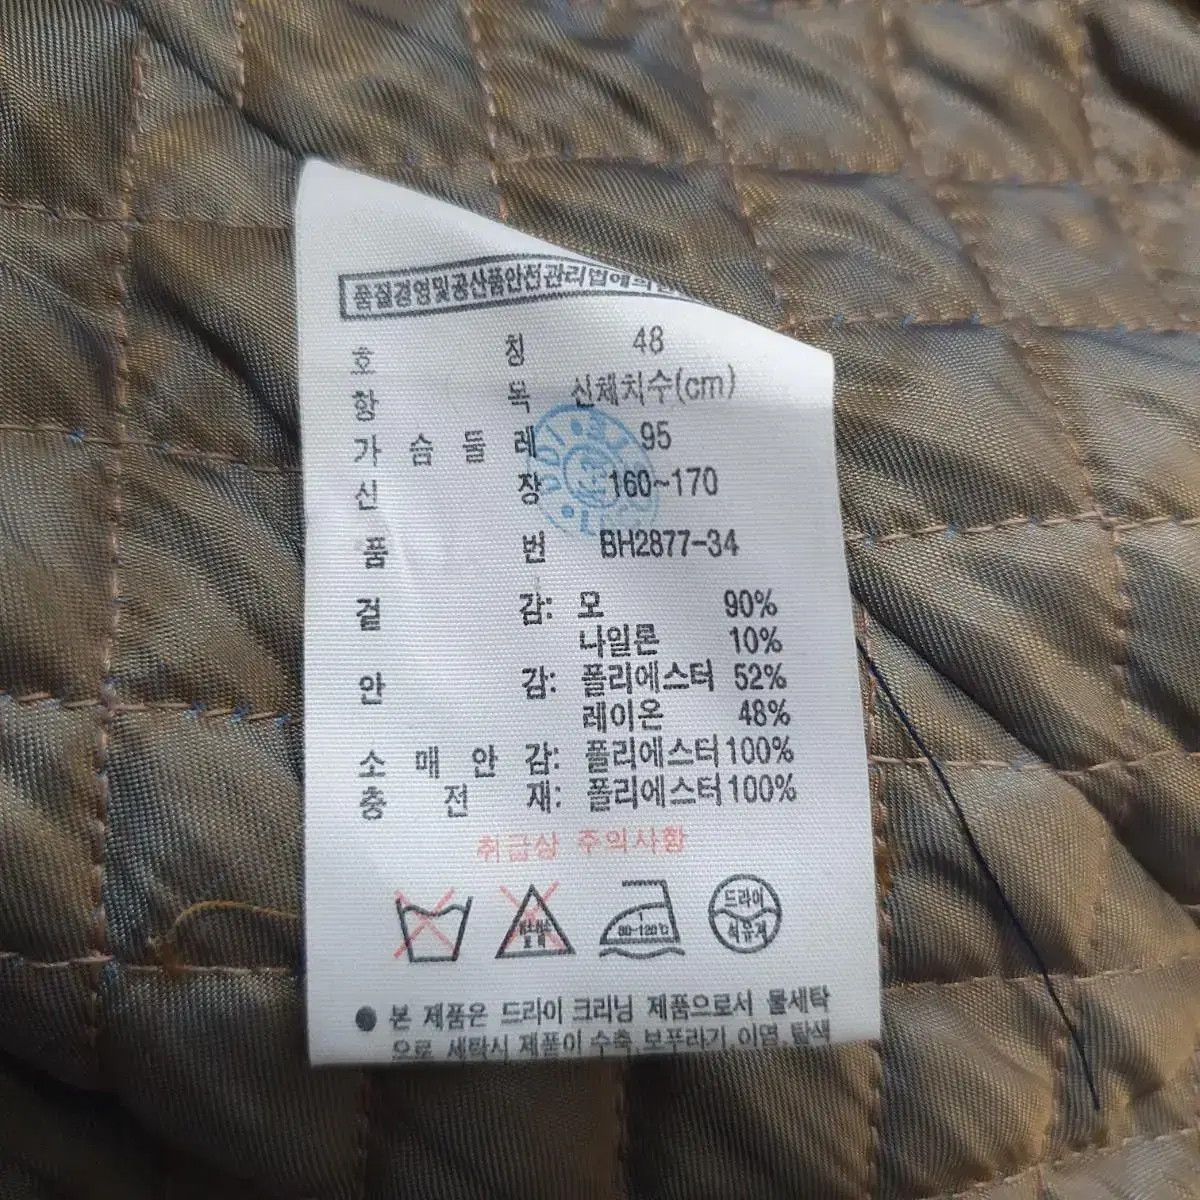 품질경영및공산품안전관리법에의한
호 칭 48
항 목 신체치수(cm)
가 슴 둘 레 95
신 장 160~170
품 번 BH2877-34
겉 감: 모 90%
나일론 10%
안 감: 폴리에스터 52%
레이온 48%
소 매 안 감: 폴리에스터 100%
충 전 재: 폴리에스터 100%
취급상 주의사항
80~120℃
드라이
석유계
● 본 제품은 드라이 크리닝 제품으로서 물세탁
으로 세탁시 제품이 수축,보푸라기,이염,탈색